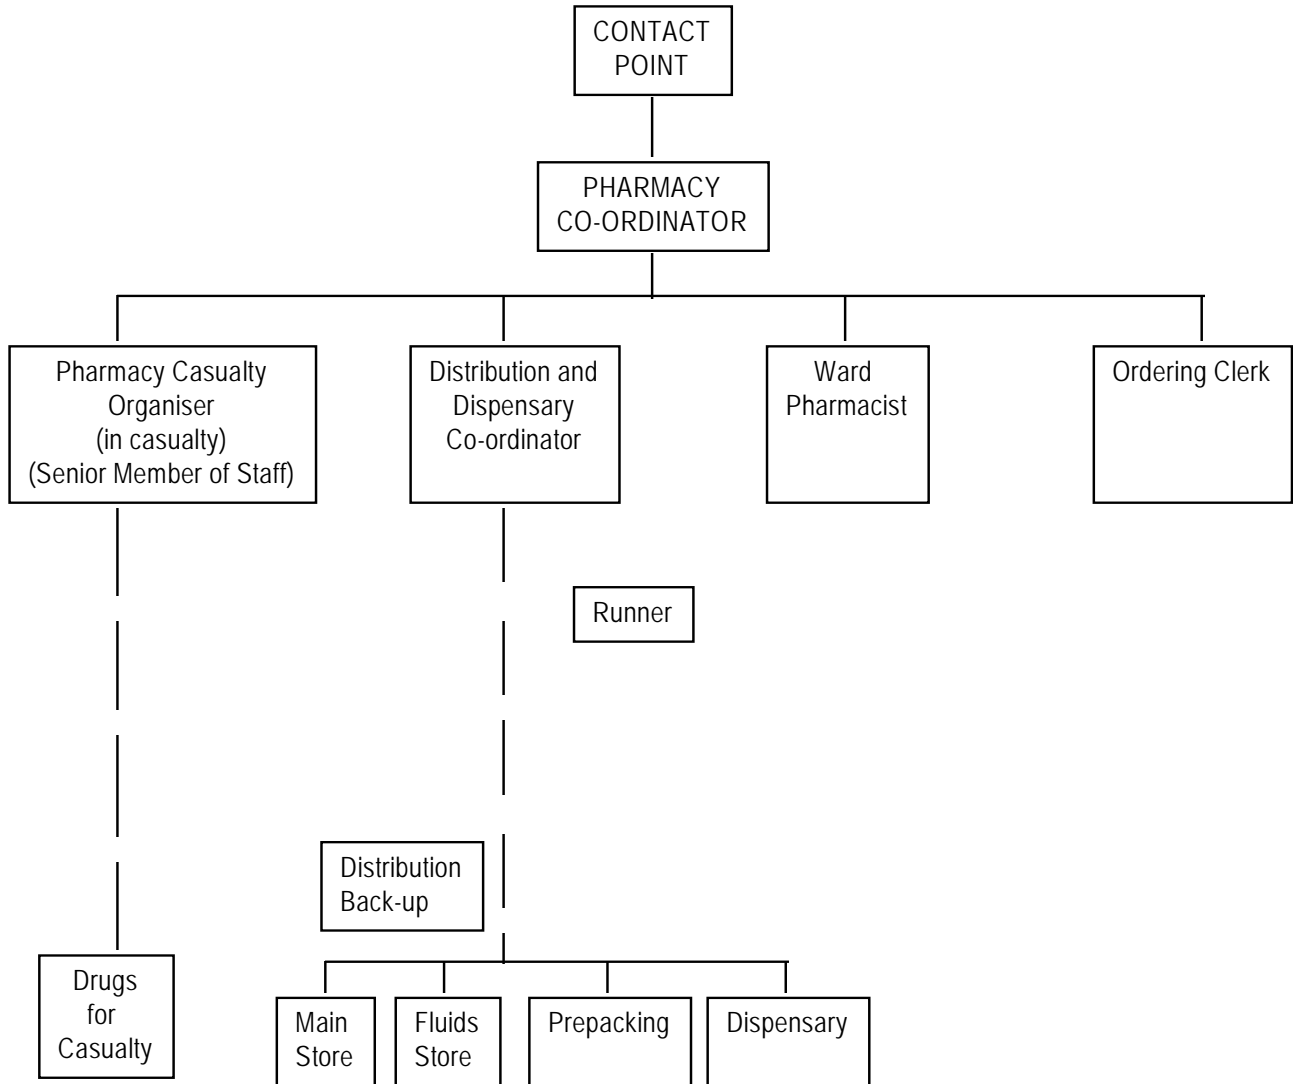 CONTACT
POINT
PHARMACY
CO-ORDINATOR
Pharmacy Casualty
Organiser
(in casualty)
(Senior Member of Staff)
Distribution and
Dispensary
Co-ordinator
Ward
Pharmacist
Ordering Clerk
Runner
Distribution
Back-up
Drugs
for
Casualty
Main
Store
Fluids
Store
Prepacking
Dispensary